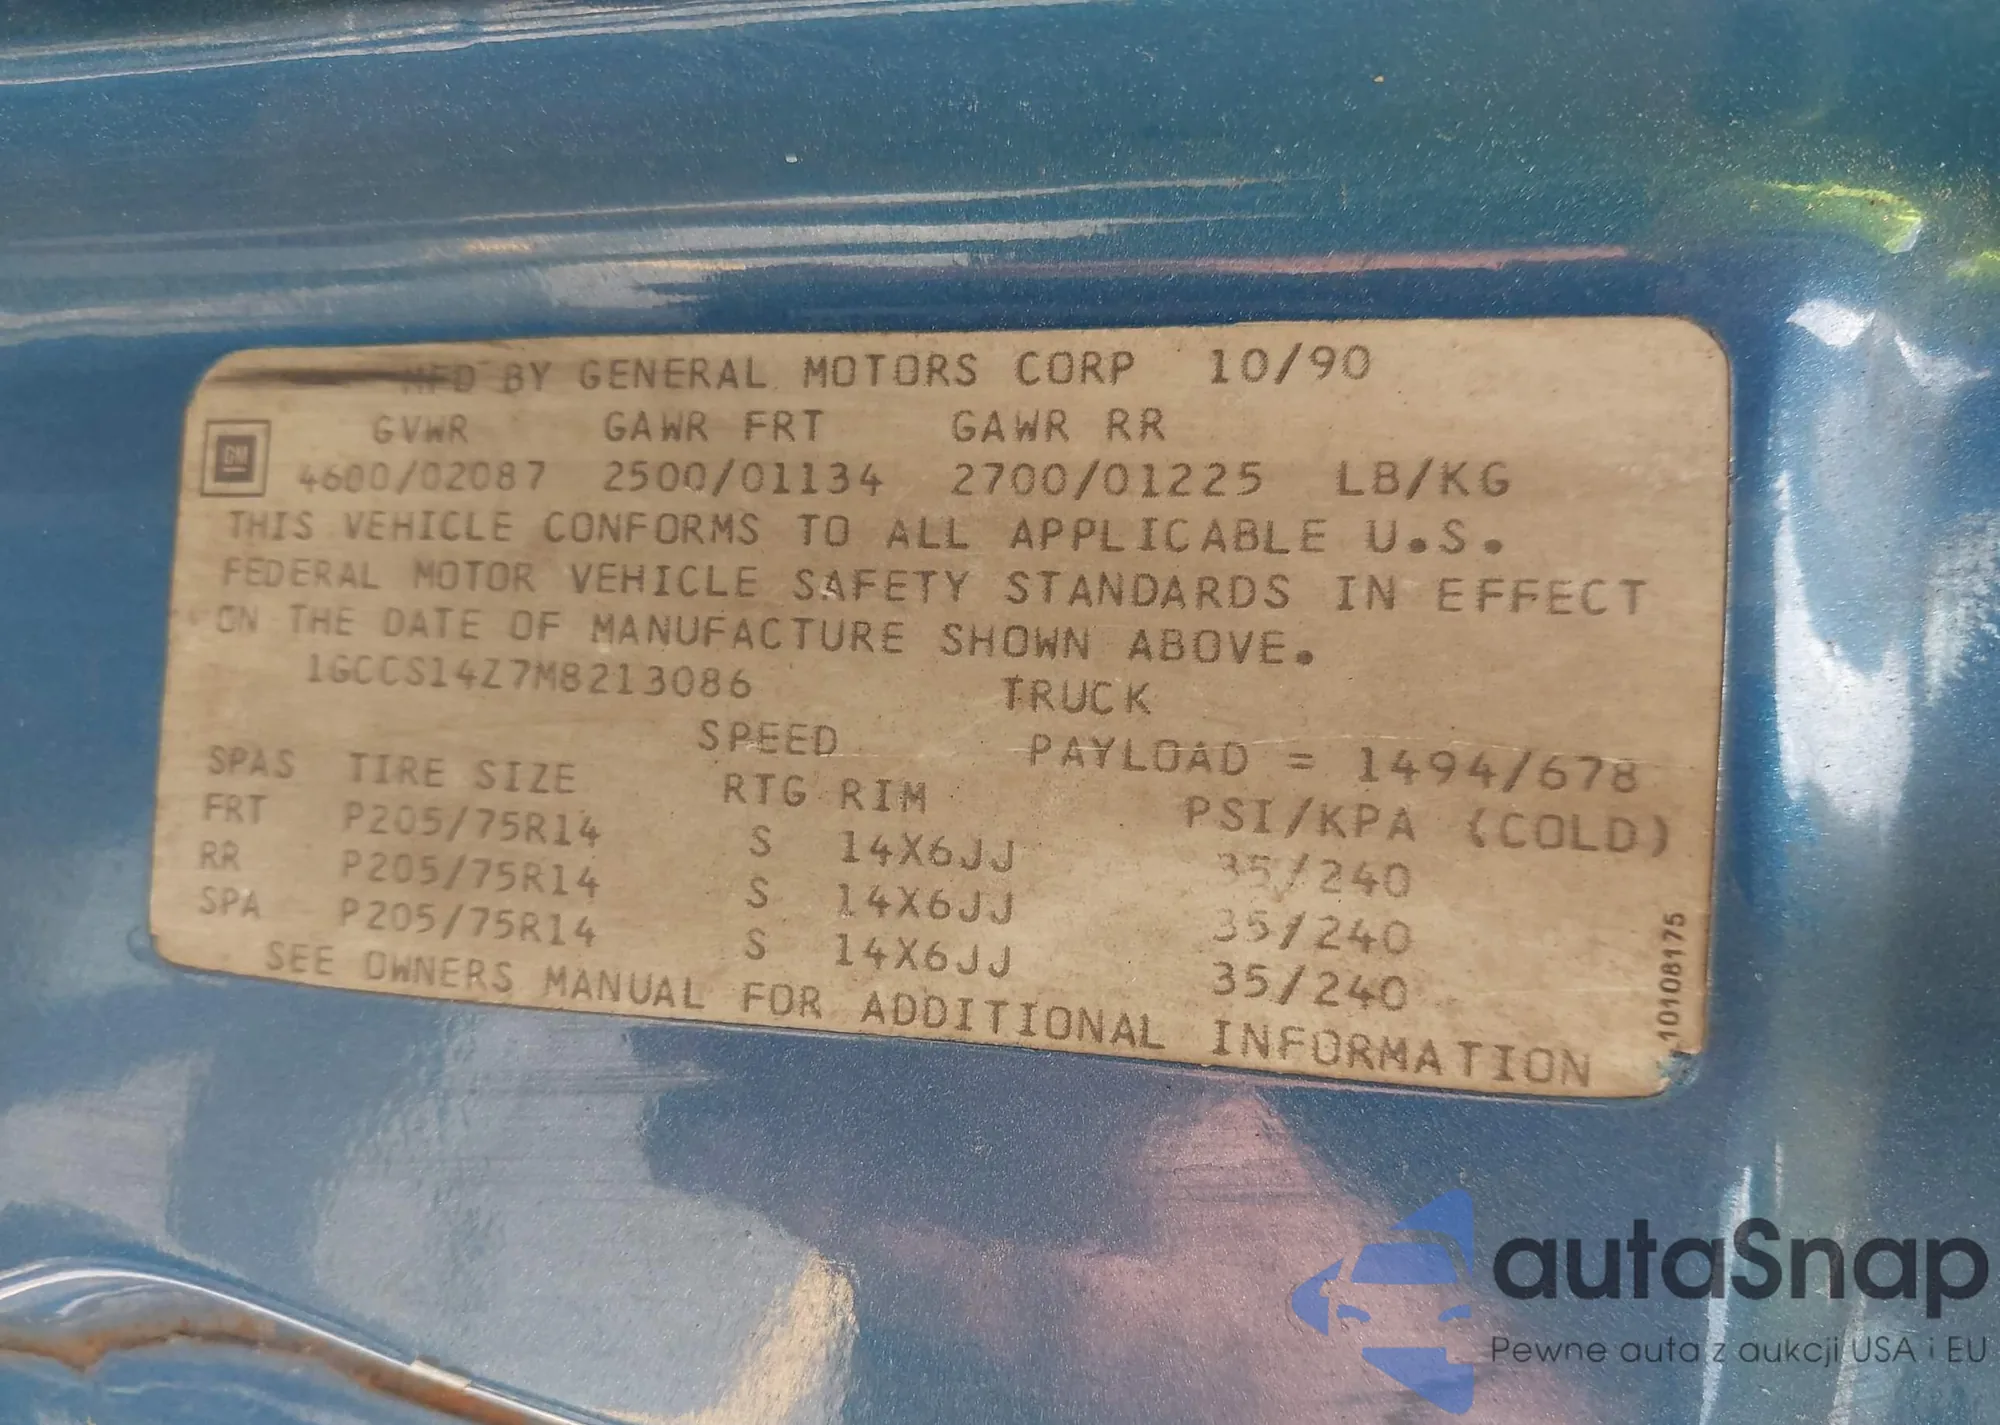 MFD BY GENERAL MOTORS CORP 10/90
GVWR GAWR FRT GAWR RR
GM
4600/02087 2500/01134 2700/01225 LB/KG
THIS VEHICLE CONFORMS TO ALL APPLICABLE U.S.
FEDERAL MOTOR VEHICLE SAFETY STANDARDS IN EFFECT
ON THE DATE OF MANUFACTURE SHOWN ABOVE.
1GCCS14Z7M8213086 TRUCK
SPEED PAYLOAD = 1494/678
SPAS TIRE SIZE RTG RIM PSI/KPA (COLD)
FRT P205/75R14 S 14X6JJ 35/240
RR P205/75R14 S 14X6JJ 35/240
SPA P205/75R14 S 14X6JJ 35/240
SEE OWNERS MANUAL FOR ADDITIONAL INFORMATION
10108175
autaSnap
Pewne auta z aukcji USA i EU